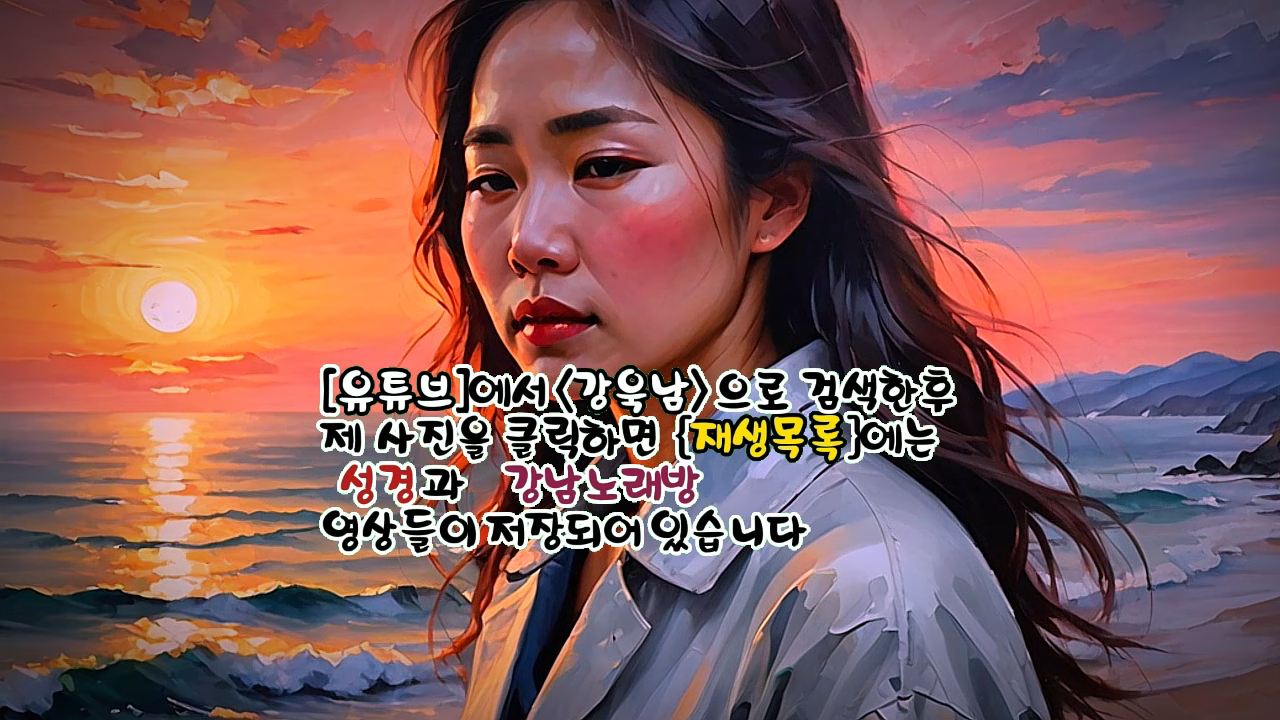 [유튜브]에서 <강욱남> 으로 검색한후
제 사진을 클릭하면 {재생목록}에는
성경과 강남노래방
영상들이 저장되어 있습니다